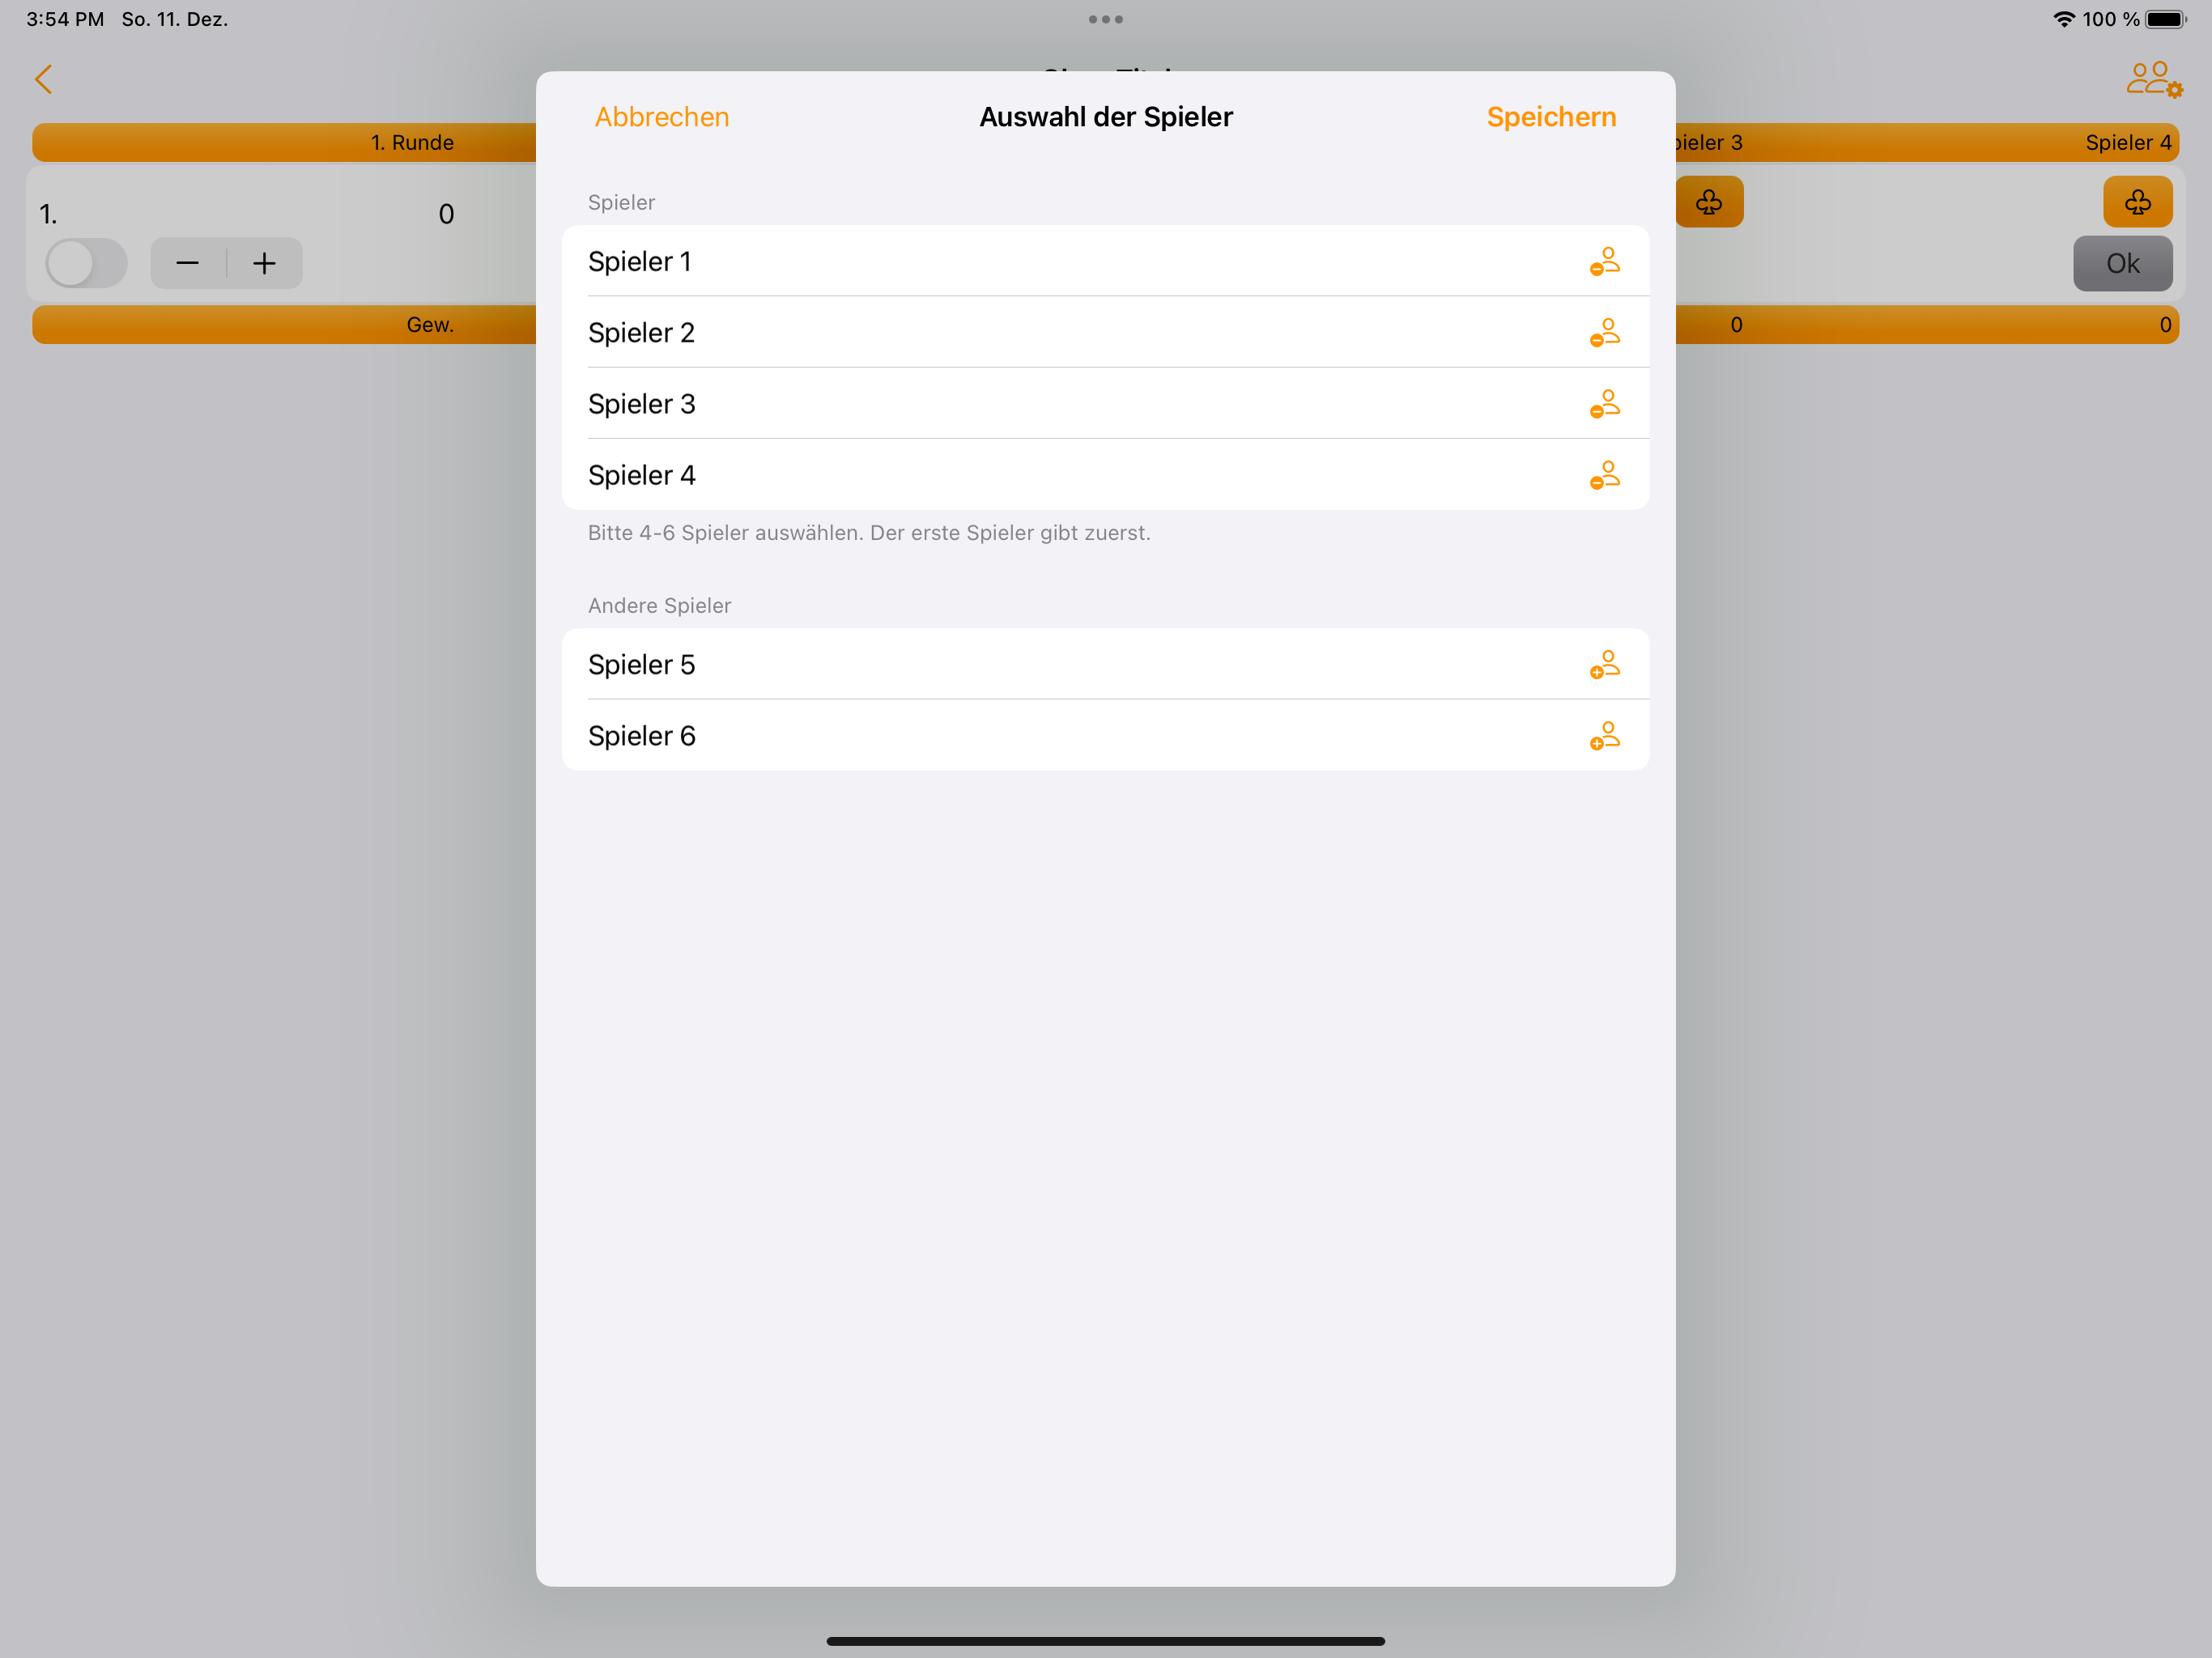 3:54 PM So. 11. Dez. 100 %
Abbrechen Auswahl der Spieler Speichern
1. Runde Spieler 4
Spieler
1. 0
Spieler 1
Ok
Gew. 0 0
Spieler 2
Spieler 3
Spieler 4
Bitte 4-6 Spieler auswählen. Der erste Spieler gibt zuerst.
Andere Spieler
Spieler 5
Spieler 6